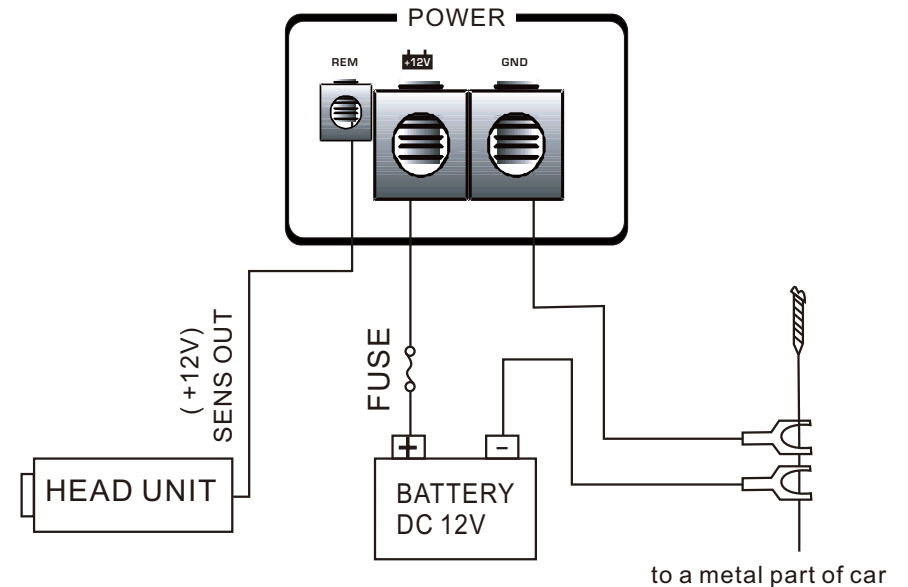 POWER
REM
+12V
GND
( +12V)
SENS OUT
FUSE
+
−
HEAD UNIT
BATTERY
DC 12V
to a metal part of car